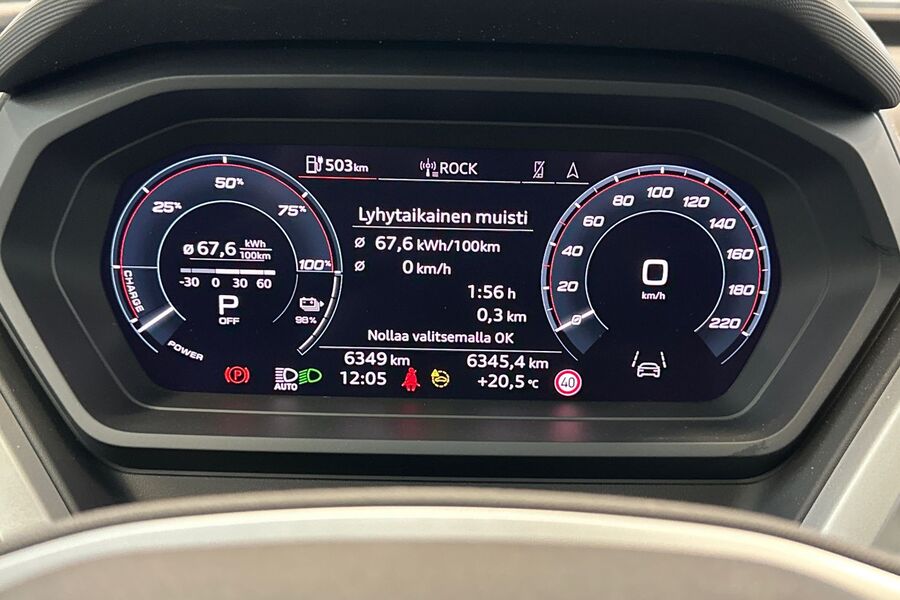 503 km
ROCK
50%
25%
75%
100%
CHARGE
POWER
ø 67,6 kWh/100km
-30 0 30 60
P
OFF
98%
Lyhytaikainen muisti
ø 67,6 kWh/100km
ø 0 km/h
1:56 h
0,3 km
Nollaa valitsemalla OK
6349 km 6345,4 km
12:05 +20,5 °C
P
AUTO
40
0
20
40
60
80
100
120
140
160
180
220
0
km/h